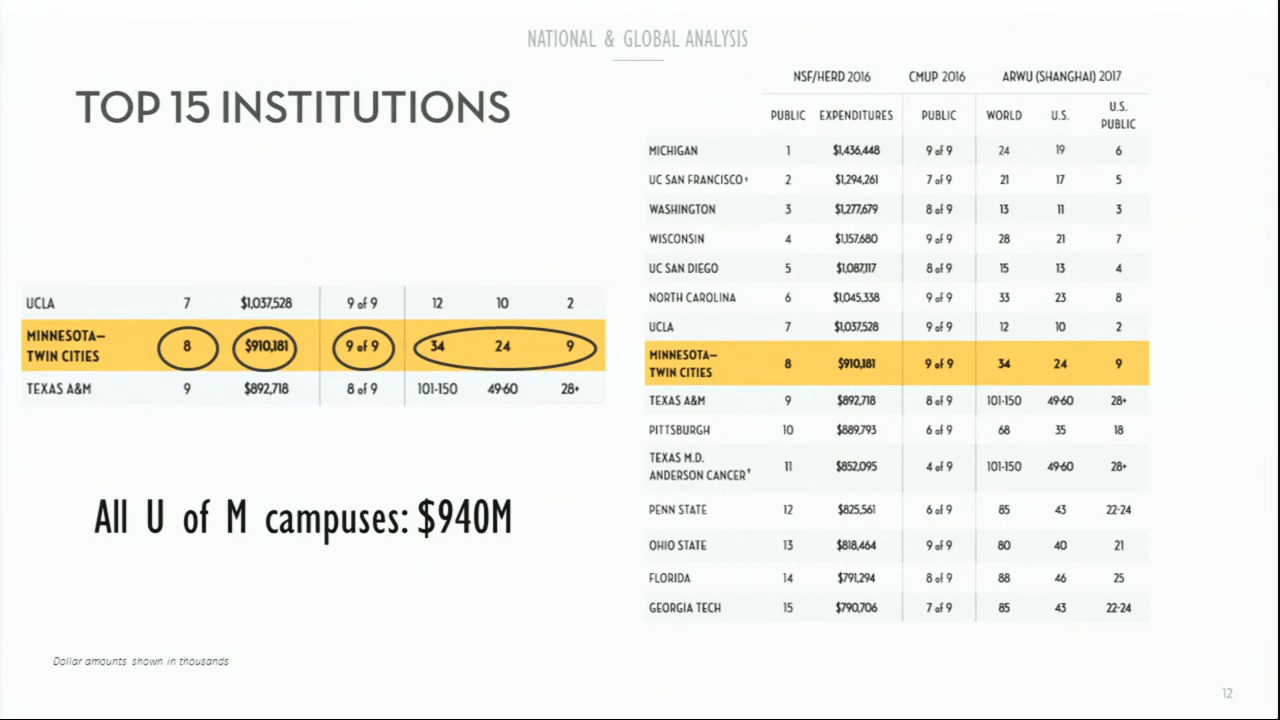 NATIONAL & GLOBAL ANALYSIS
TOP 15 INSTITUTIONS
UCLA 7 $1,037,528 9 of 9 12 10 2
MINNESOTA—
TWIN CITIES 8 $910,181 9 of 9 34 24 9
TEXAS A&M 9 $892,718 8 of 9 101-150 49-60 28+
All U of M campuses: $940M
Dollar amounts shown in thousands
NSF/HERD 2016 CMUP 2016 ARWU (SHANGHAI) 2017
PUBLIC EXPENDITURES PUBLIC WORLD U.S. U.S.
PUBLIC
MICHIGAN 1 $1,436,448 9 of 9 24 19 6
UC SAN FRANCISCO† 2 $1,294,261 7 of 9 21 17 5
WASHINGTON 3 $1,277,679 8 of 9 13 11 3
WISCONSIN 4 $1,157,680 9 of 9 28 21 7
UC SAN DIEGO 5 $1,087,117 8 of 9 15 13 4
NORTH CAROLINA 6 $1,045,338 9 of 9 33 23 8
UCLA 7 $1,037,528 9 of 9 12 10 2
MINNESOTA—
TWIN CITIES 8 $910,181 9 of 9 34 24 9
TEXAS A&M 9 $892,718 8 of 9 101-150 49-60 28+
PITTSBURGH 10 $889,793 6 of 9 68 35 18
TEXAS M.D.
ANDERSON CANCER† 11 $852,095 4 of 9 101-150 49-60 28+
PENN STATE 12 $825,561 6 of 9 85 43 22-24
OHIO STATE 13 $818,464 9 of 9 80 40 21
FLORIDA 14 $791,294 8 of 9 88 46 25
GEORGIA TECH 15 $790,706 7 of 9 85 43 22-24
12